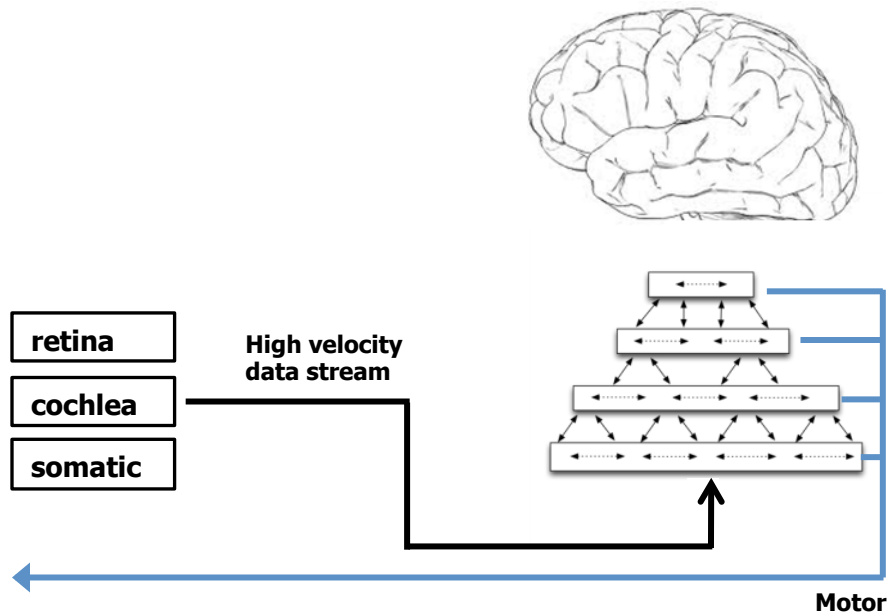 retina
cochlea
somatic
High velocity
data stream
Motor